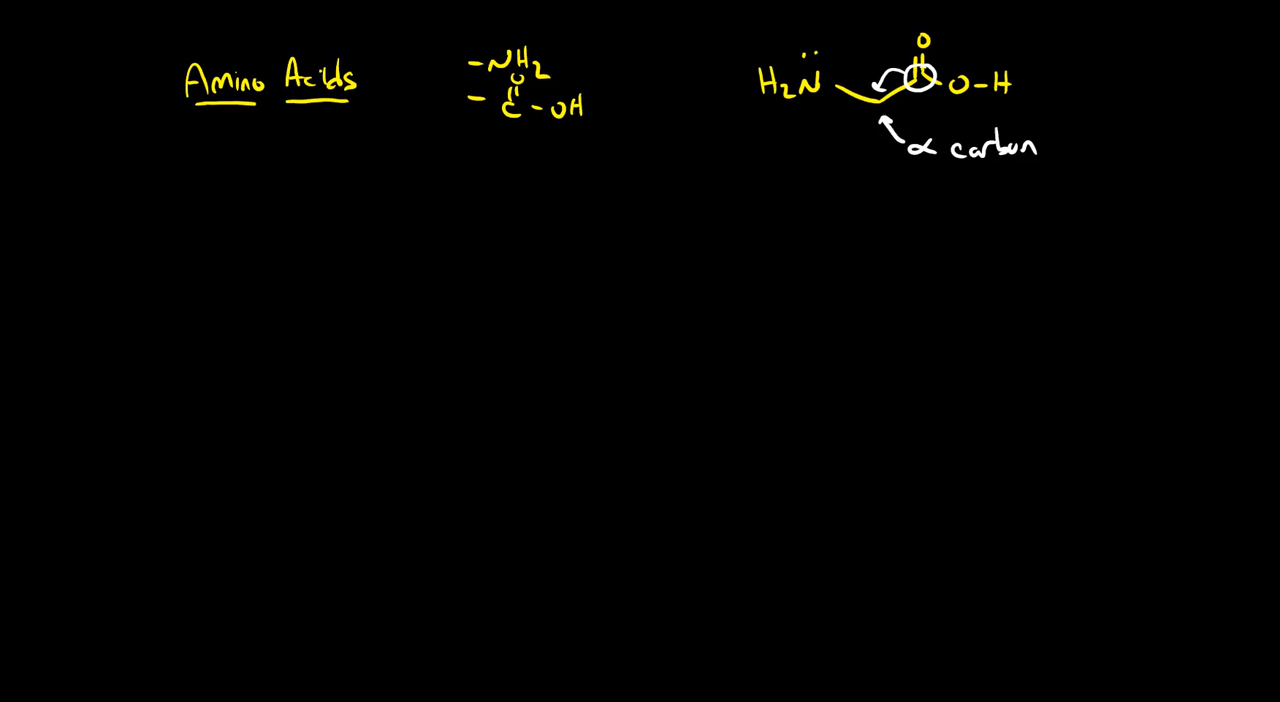 Amino Acids
-NH2
O
- C - OH
O
H2N O-H
α carbon